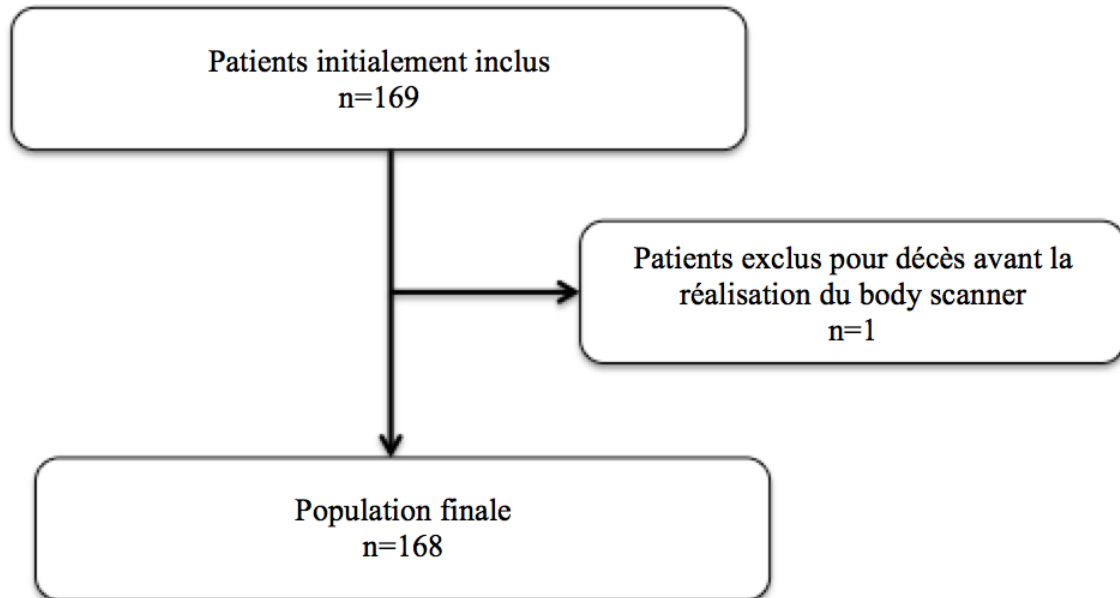 Patients initialement inclus
n=169
Patients exclus pour décès avant la
réalisation du body scanner
n=1
Population finale
n=168